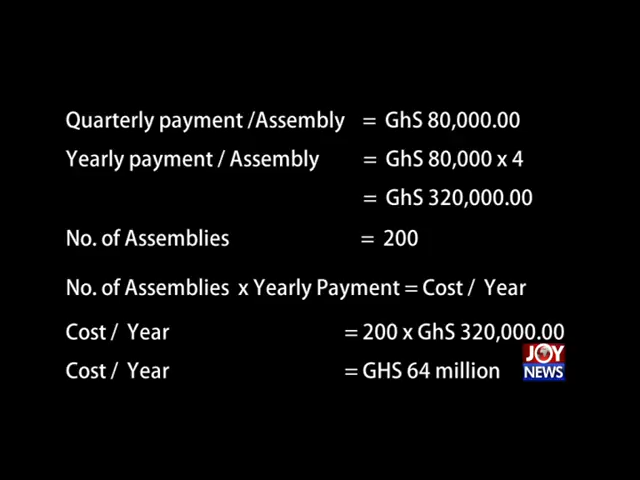 Quarterly payment /Assembly = GhS 80,000.00
Yearly payment / Assembly = GhS 80,000 x 4
= GhS 320,000.00
No. of Assemblies = 200
No. of Assemblies x Yearly Payment = Cost / Year
Cost / Year = 200 x GhS 320,000.00
Cost / Year = GHS 64 million
JOY
NEWS